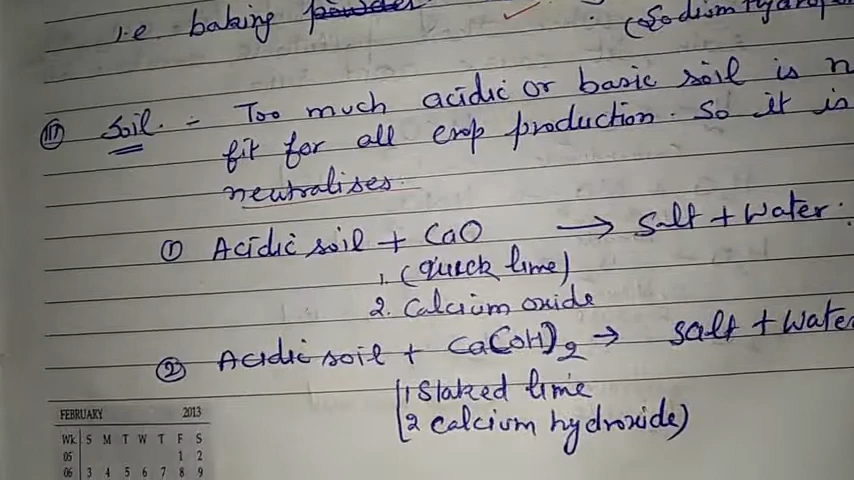 i.e baking powder
(Sodium Hydro
(iii) Soil. :- Too much acidic or basic soil is n
fit for all crop production. So it is
neutralises.
① Acidic soil + CaO → Salt + Water.
1. (Quick lime)
2. Calcium oxide
② Acidic soil + Ca(OH)2 → Salt + Wate
(1 Slaked lime
2 calcium hydroxide)
FEBRUARY 2013
Wk S M T W T F S
05 1 2
06 3 4 5 6 7 8 9